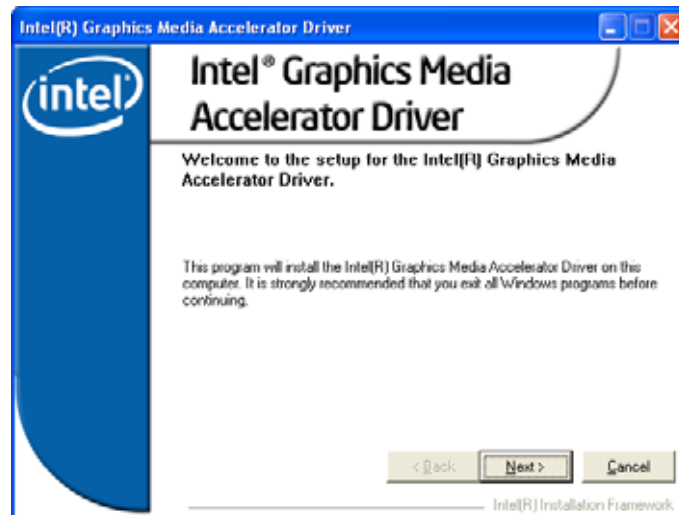 Intel(R) Graphics Media Accelerator Driver
intel
Intel® Graphics Media
Accelerator Driver
Welcome to the setup for the Intel(R) Graphics Media
Accelerator Driver.
This program will install the Intel(R) Graphics Media Accelerator Driver on this
computer. It is strongly recommended that you exit all Windows programs before
continuing.
< Back
Next >
Cancel
Intel(R) Installation Framework